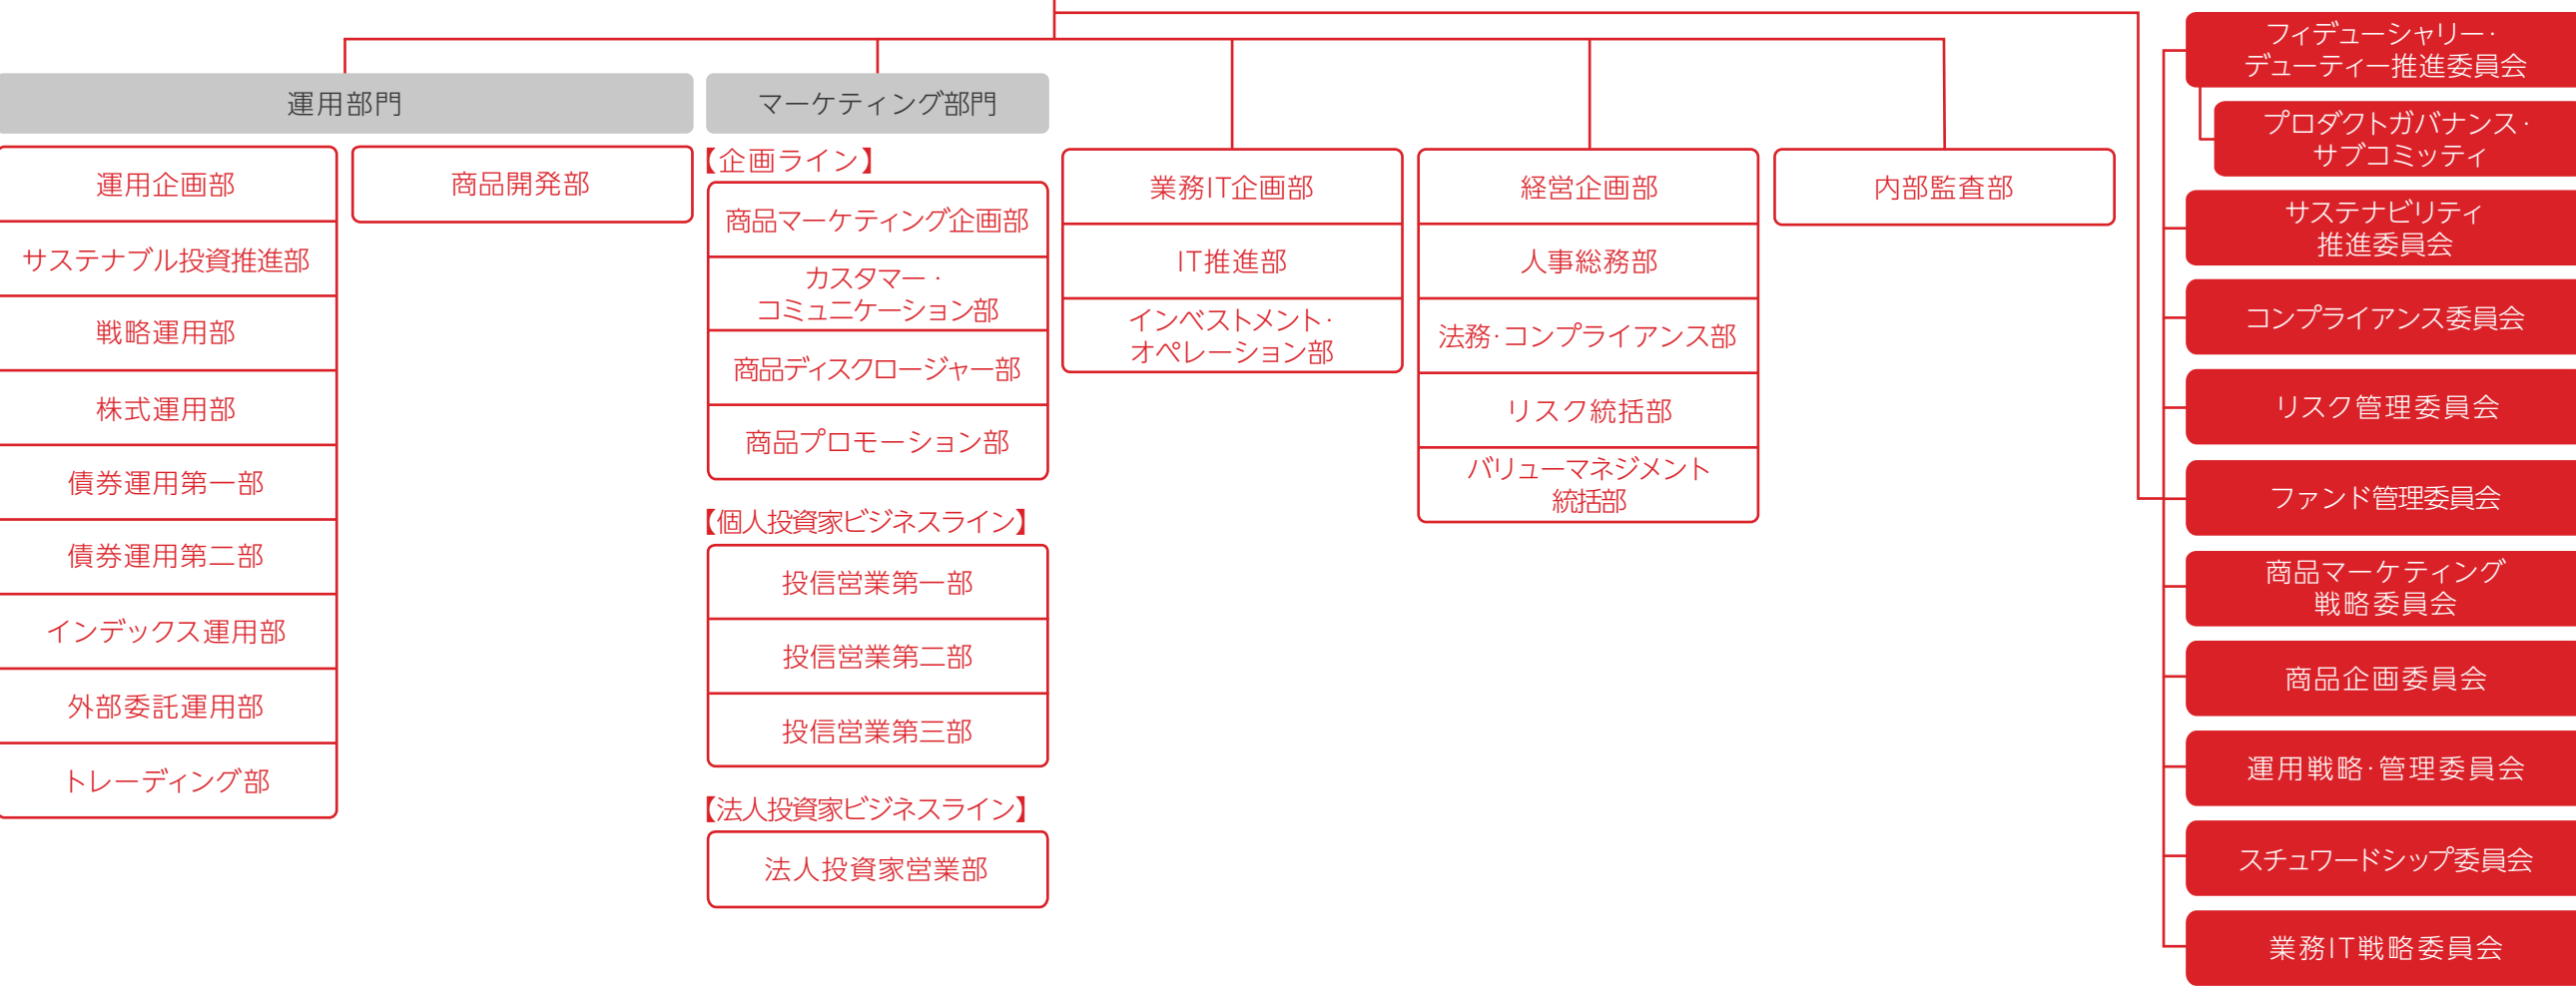 運用部門
運用企画部
サステナブル投資推進部
戦略運用部
株式運用部
債券運用第一部
債券運用第二部
インデックス運用部
外部委託運用部
トレーディング部
商品開発部
マーケティング部門
【企画ライン】
商品マーケティング企画部
カスタマー・
コミュニケーション部
商品ディスクロージャー部
商品プロモーション部
【個人投資家ビジネスライン】
投信営業第一部
投信営業第二部
投信営業第三部
【法人投資家ビジネスライン】
法人投資家営業部
業務IT企画部
IT推進部
インベストメント・
オペレーション部
経営企画部
人事総務部
法務・コンプライアンス部
リスク統括部
バリューマネジメント
統括部
内部監査部
フィデューシャリー・
デューティー推進委員会
プロダクトガバナンス・
サブコミッティ
サステナビリティ
推進委員会
コンプライアンス委員会
リスク管理委員会
ファンド管理委員会
商品マーケティング
戦略委員会
商品企画委員会
運用戦略・管理委員会
スチュワードシップ委員会
業務IT戦略委員会